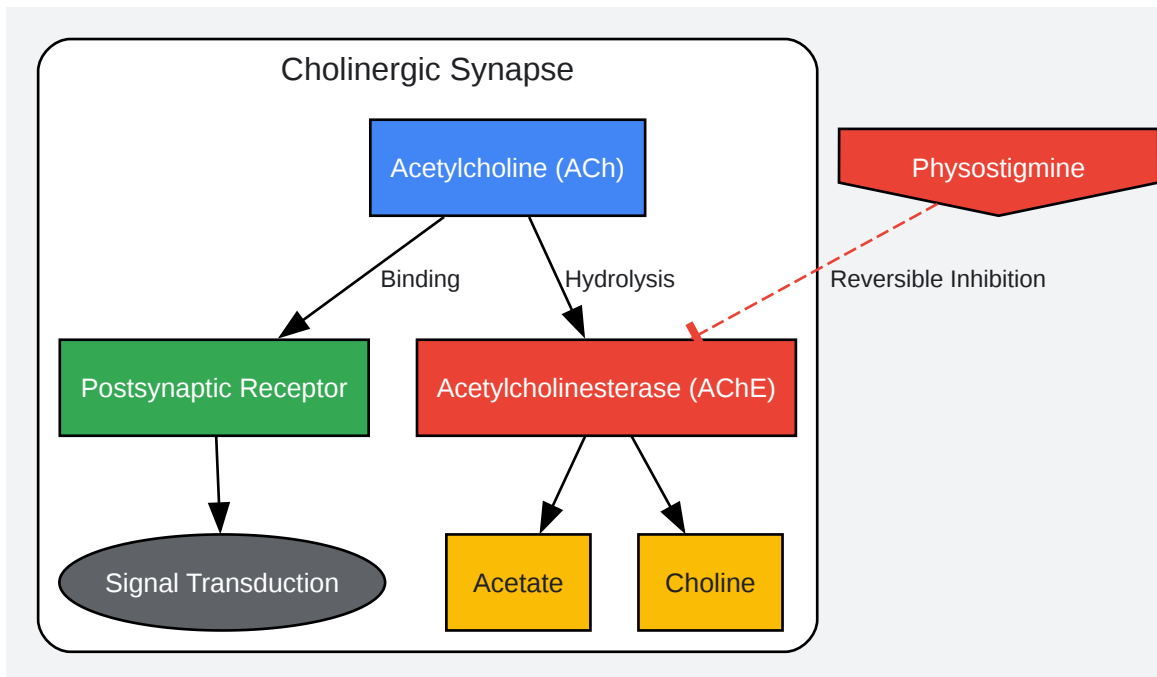 Cholinergic Synapse
Acetylcholine (ACh)
Physostigmine
Binding
Hydrolysis
Reversible Inhibition
Postsynaptic Receptor
Acetylcholinesterase (AChE)
Signal Transduction
Acetate
Choline